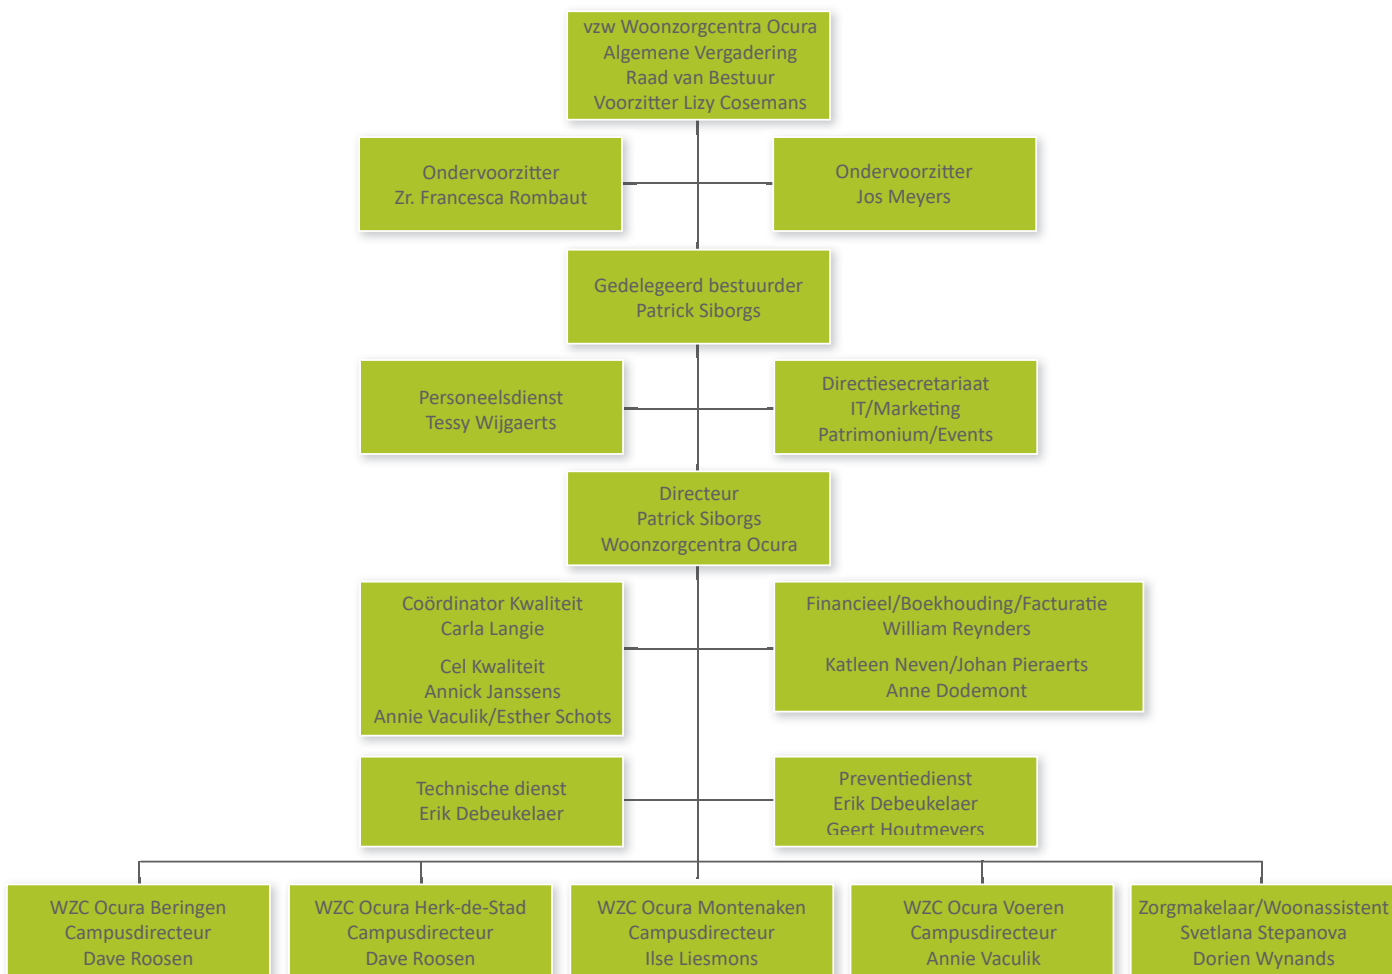 vzw Woonzorgcentra Ocura
Algemene Vergadering
Raad van Bestuur
Voorzitter Lizy Cosemans
Ondervoorzitter
Zr. Francesca Rombaut
Ondervoorzitter
Jos Meyers
Gedelegeerd bestuurder
Patrick Siborgs
Personeelsdienst
Tessy Wijgaerts
Directiesecretariaat
IT/Marketing
Patrimonium/Events
Directeur
Patrick Siborgs
Woonzorgcentra Ocura
Coördinator Kwaliteit
Carla Langie
Cel Kwaliteit
Annick Janssens
Annie Vaculik/Esther Schots
Financieel/Boekhouding/Facturatie
William Reynders
Katleen Neven/Johan Pieraerts
Anne Dodemont
Technische dienst
Erik Debeukelaer
Preventiedienst
Erik Debeukelaer
Geert Houtmeyers
WZC Ocura Beringen
Campusdirecteur
Dave Roosen
WZC Ocura Herk-de-Stad
Campusdirecteur
Dave Roosen
WZC Ocura Montenaken
Campusdirecteur
Ilse Liesmons
WZC Ocura Voeren
Campusdirecteur
Annie Vaculik
Zorgmakelaar/Woonassistent
Svetlana Stepanova
Dorien Wynands